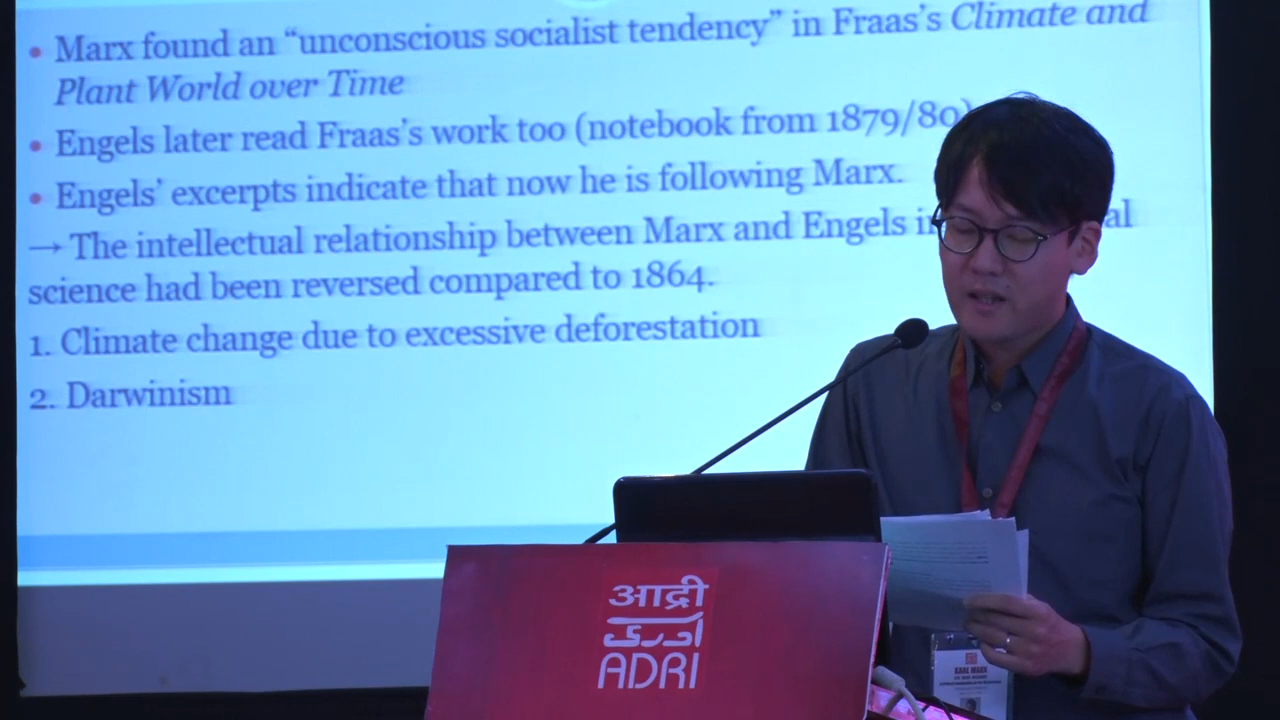 • Marx found an “unconscious socialist tendency” in Fraas’s Climate and
Plant World over Time
• Engels later read Fraas’s work too (notebook from 1879/80)
• Engels’ excerpts indicate that now he is following Marx.
→ The intellectual relationship between Marx and Engels in al
science had been reversed compared to 1864.
1. Climate change due to excessive deforestation
2. Darwinism
आद्री
ادری
ADRI
KARL MARX